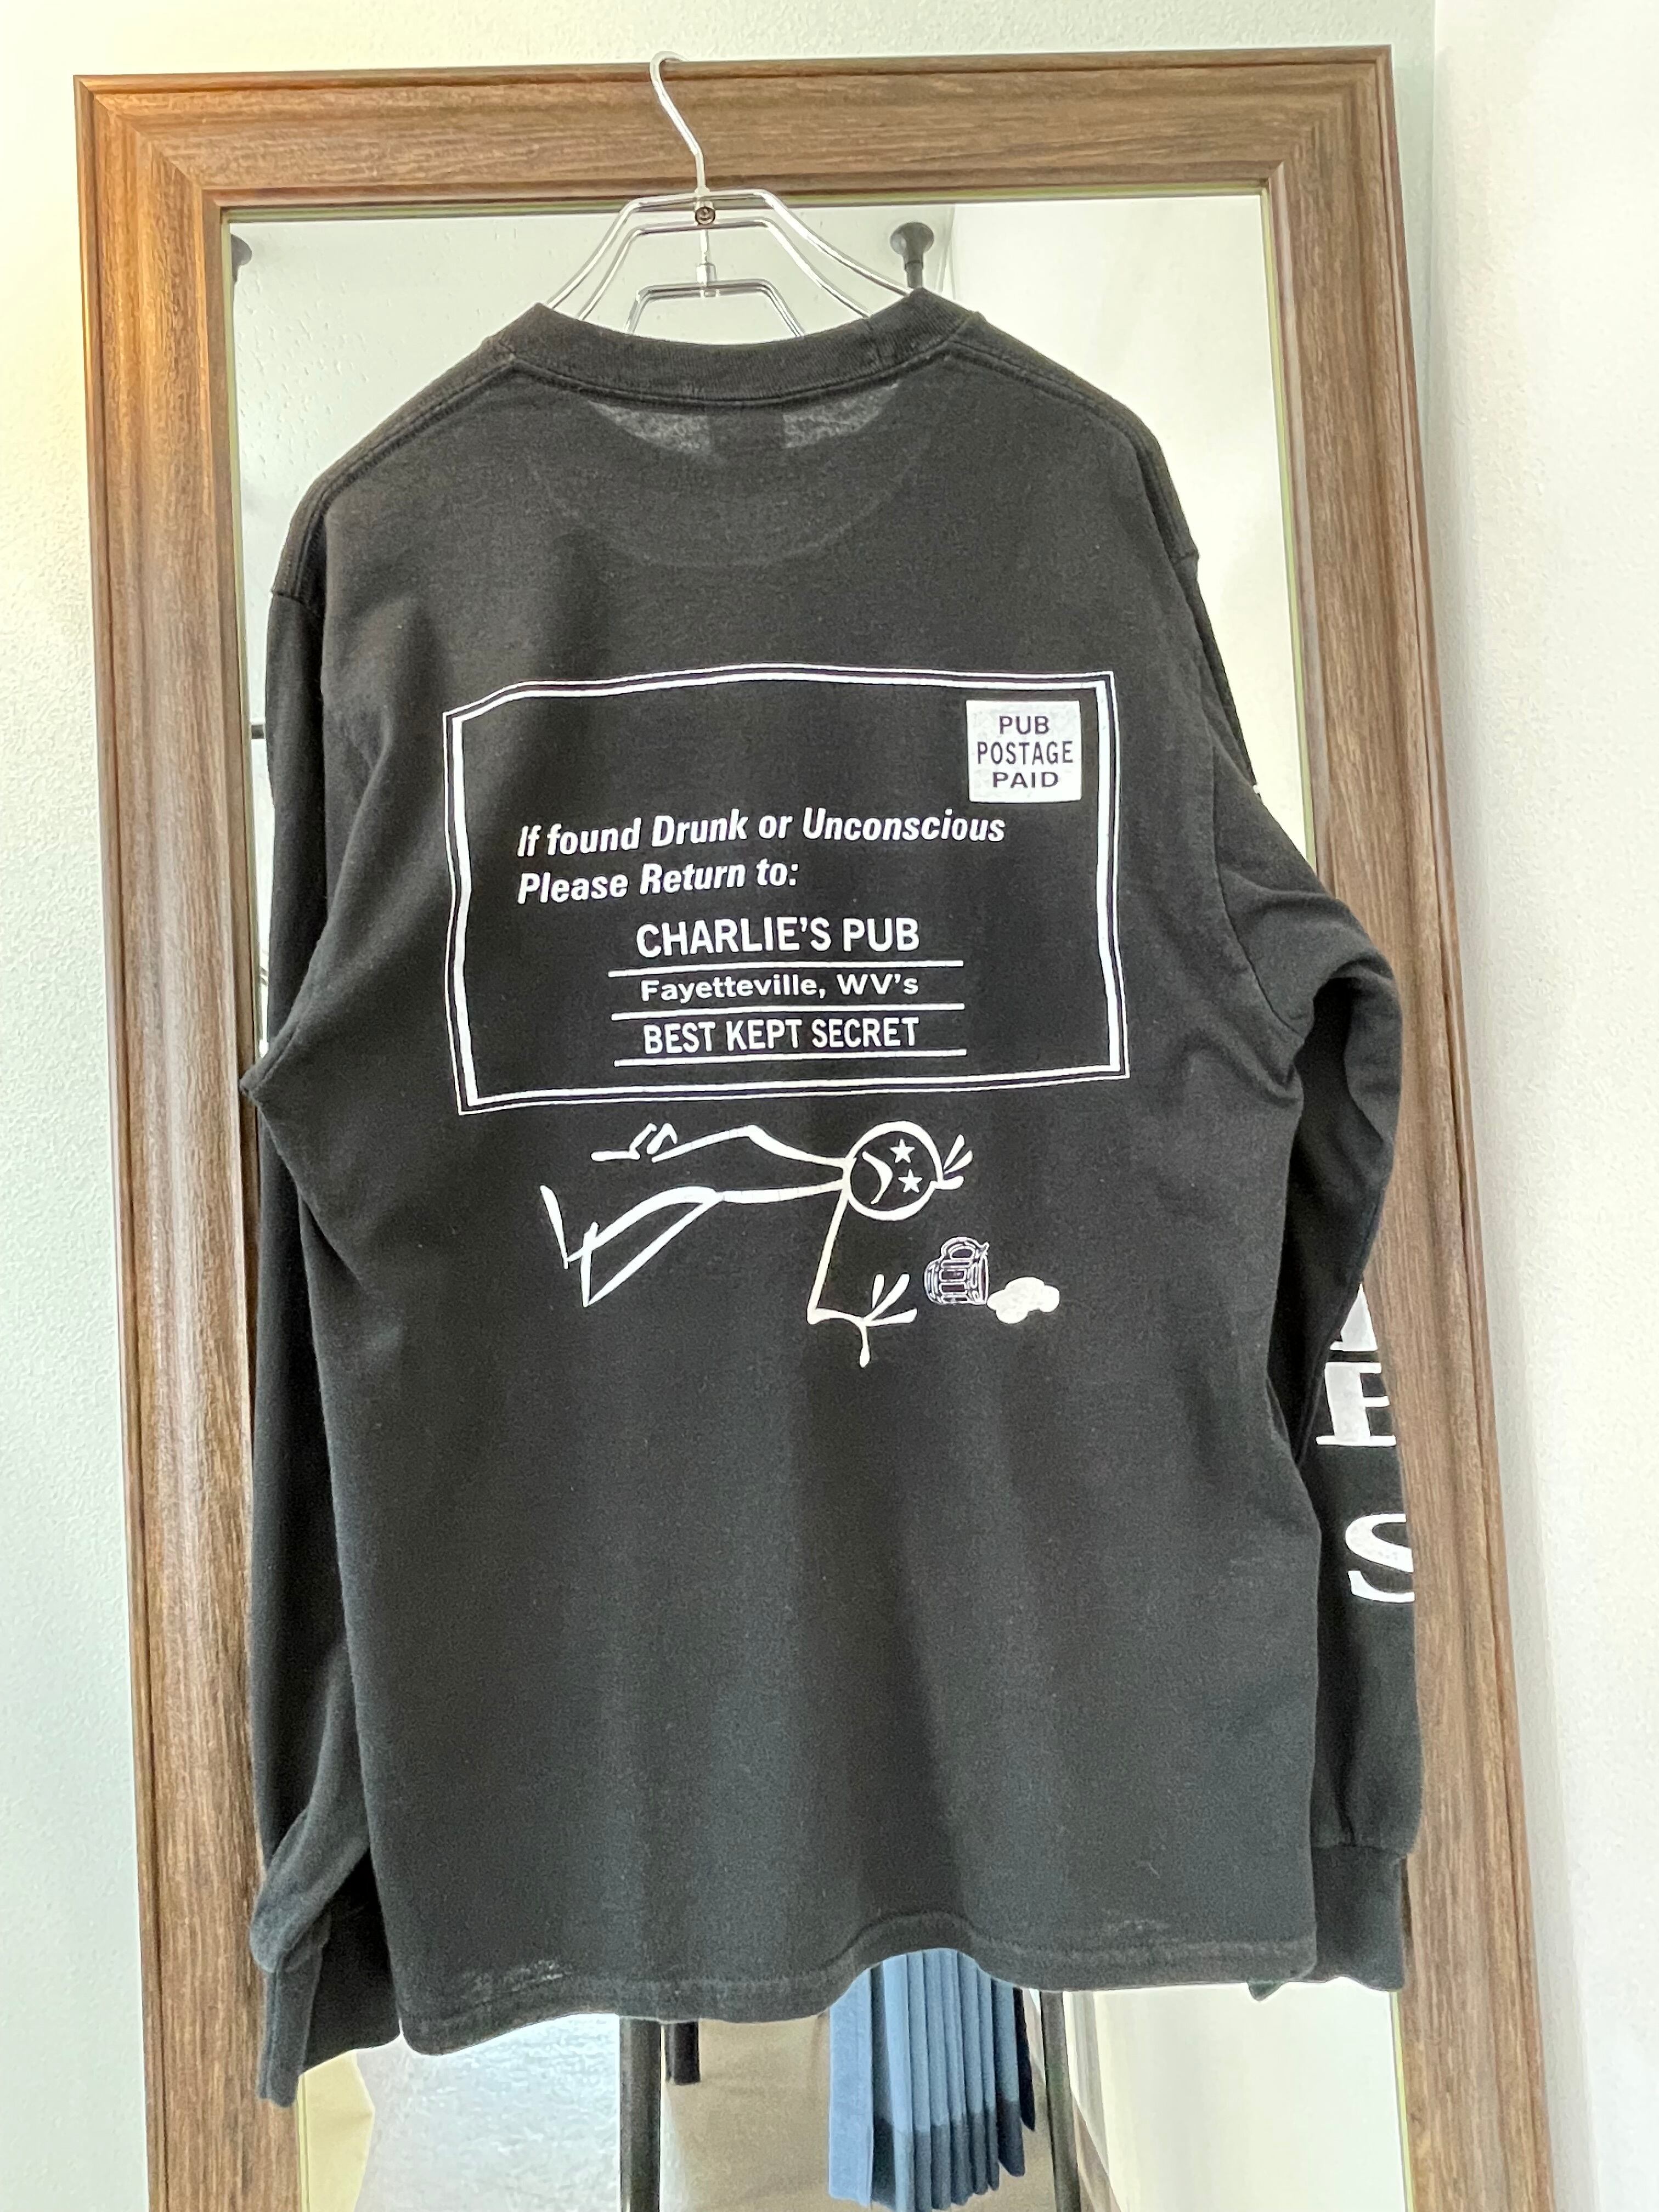 PUB
POSTAGE
PAID
If found Drunk or Unconscious
Please Return to:
CHARLIE'S PUB
Fayetteville, WV's
BEST KEPT SECRET
E
S